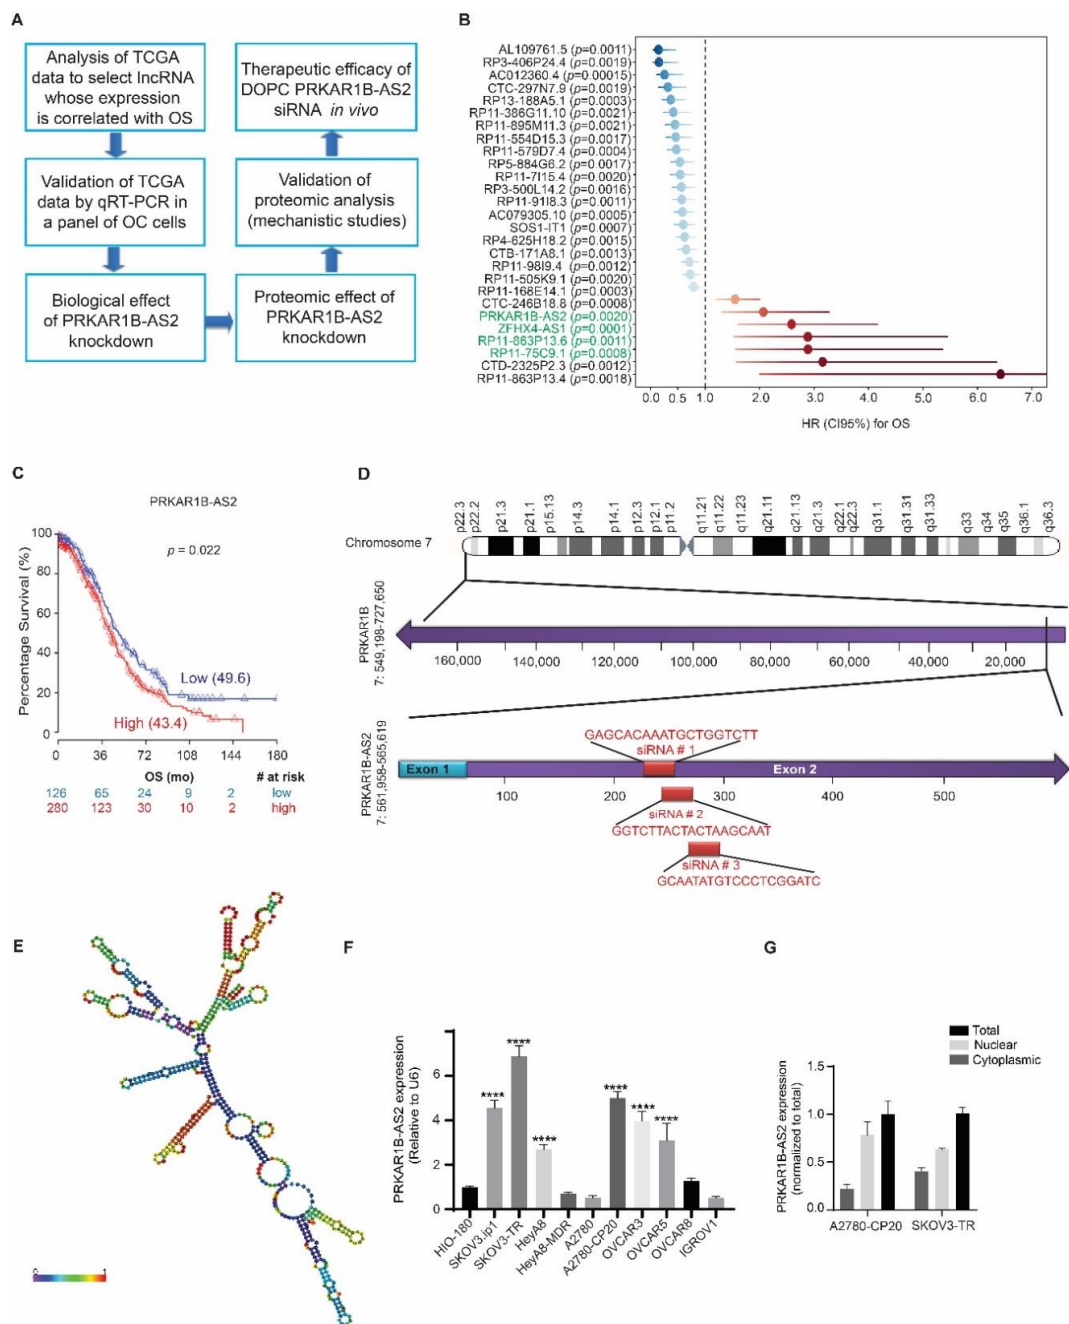 A
Analysis of TCGA
data to select lncRNA
whose expression
is correlated with OS
Validation of TCGA
data by qRT-PCR in
a panel of OC cells
Biological effect
of PRKAR1B-AS2
knockdown
Proteomic effect of
PRKAR1B-AS2
knockdown
Validation of
proteomic analysis
(mechanistic studies)
Therapeutic efficacy of
DOPC PRKAR1B-AS2
siRNA in vivo
B
AL109761.5 (p=0.0011)
RP3-406P24.4 (p=0.0019)
AC012360.4 (p=0.00015)
CTC-297N7.9 (p=0.0019)
RP13-188A5.1 (p=0.0003)
RP11-386G11.10 (p=0.0021)
RP11-895M11.3 (p=0.0021)
RP11-554D15.3 (p=0.0017)
RP11-579D7.4 (p=0.0004)
RP5-884G6.2 (p=0.0017)
RP11-7I15.4 (p=0.0020)
RP3-500L14.2 (p=0.0016)
RP11-91I8.3 (p=0.0011)
AC079305.10 (p=0.0005)
SOS1-IT1 (p=0.0007)
RP4-625H18.2 (p=0.0015)
CTB-171A8.1 (p=0.0013)
RP11-98I9.4 (p=0.0012)
RP11-505K9.1 (p=0.0020)
RP11-168E14.1 (p=0.0003)
CTC-246B18.8 (p=0.0008)
PRKAR1B-AS2 (p=0.0020)
ZFHX4-AS1 (p=0.0001)
RP11-863P13.6 (p=0.0011)
RP11-75C9.1 (p=0.0008)
CTD-2325P2.3 (p=0.0012)
RP11-863P13.4 (p=0.0018)
0.0 0.5 1.0 2.0 3.0 4.0 5.0 6.0 7.0
HR (CI95%) for OS
C
PRKAR1B-AS2
p = 0.022
Percentage Survival (%)
100
80
60
40
20
0
Low (49.6)
High (43.4)
0 36 72 108 144 180
OS (mo) # at risk
126 65 24 9 2 low
280 123 30 10 2 high
D
Chromosome 7
p22.3 p22.2 p21.3 p21.1 p15.13 p14.3 p14.1 p12.3 p12.1 p11.2 q11.21 q11.22 q11.23 q21.11 q21.13 q21.3 q22.1 q22.3 q31.1 q31.31 q31.33 q33 q34 q35 q36.1 q36.3
PRKAR1B
7: 549,198-727,650
160,000 140,000 120,000 100,000 80,000 60,000 40,000 20,000
GAGCACAAATGCTGGTCTT
siRNA # 1
PRKAR1B-AS2
7: 561,958-565,619
Exon 1 Exon 2
100 200 300 400 500
siRNA # 2
GGTCTTACTACTAAGCAAT
siRNA # 3
GCAATATGTCCCTCGGATC
E
0 1
F
PRKAR1B-AS2 expression
(Relative to U6)
6
4
2
0
**** **** **** **** **** ****
HIO-180
SKOV3.ip1
SKOV3-TR
HeyA8
HeyA8-MDR
A2780
A2780-CP20
OVCAR3
OVCAR5
OVCAR8
IGROV1
G
Total
Nuclear
Cytoplasmic
PRKAR1B-AS2 expression
(normalized to total)
1.5
1.0
0.5
0.0
A2780-CP20 SKOV3-TR